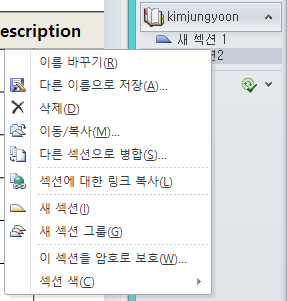 escription
kimjungyoon
새 섹션 1
션2
이름 바꾸기(R)
다른 이름으로 저장(A)...
삭제(D)
이동/복사(M)...
다른 섹션으로 병합(S)...
섹션에 대한 링크 복사(L)
새 섹션(I)
새 섹션 그룹(G)
이 섹션을 암호로 보호(W)...
섹션 색(C)